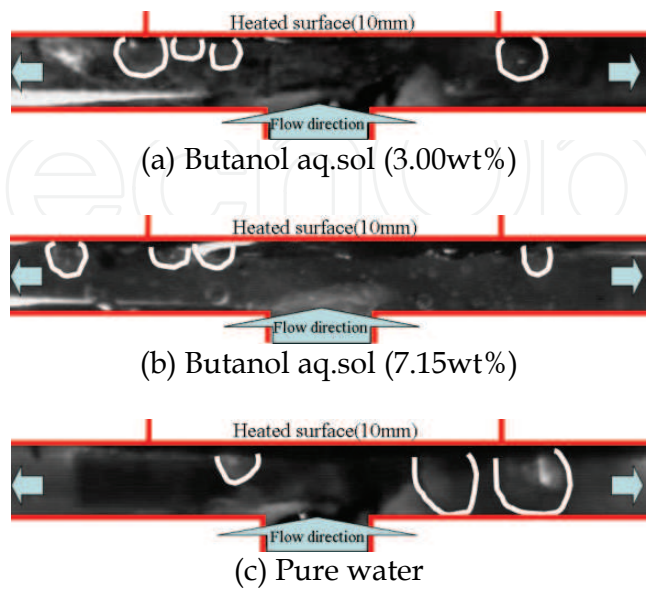 Heated surface(10mm)
Flow direction
(a) Butanol aq.sol (3.00wt%)
Heated surface(10mm)
Flow direction
(b) Butanol aq.sol (7.15wt%)
Heated surface(10mm)
Flow direction
(c) Pure water